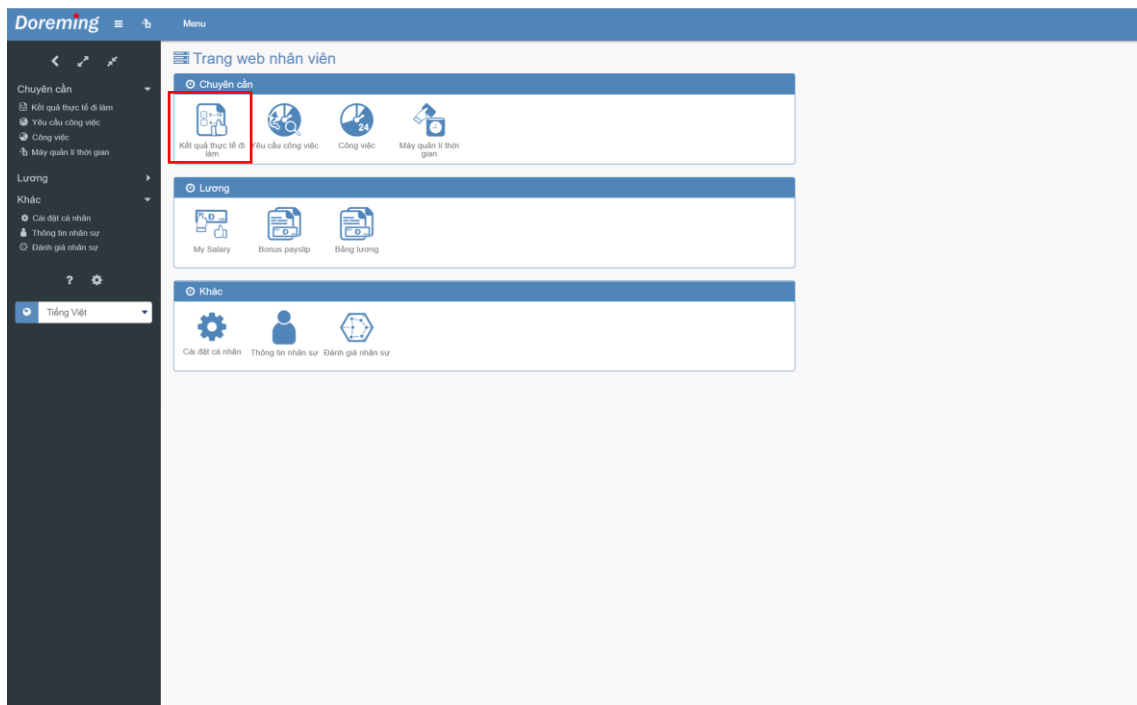 Doreming
Menu
Chuyên cần
Kết quả thực tế đi làm
Yêu cầu công việc
Công việc
Máy quản lí thời gian
Lương
Khác
Cài đặt cá nhân
Thông tin nhân sự
Đánh giá nhân sự
?
Tiếng Việt
Trang web nhân viên
Chuyên cần
Kết quả thực tế đi
làm
Yêu cầu công việc
24
Công việc
Máy quản lí thời
gian
Lương
My Salary
Bonus payslip
Bảng lương
Khác
Cài đặt cá nhân
Thông tin nhân sự
Đánh giá nhân sự